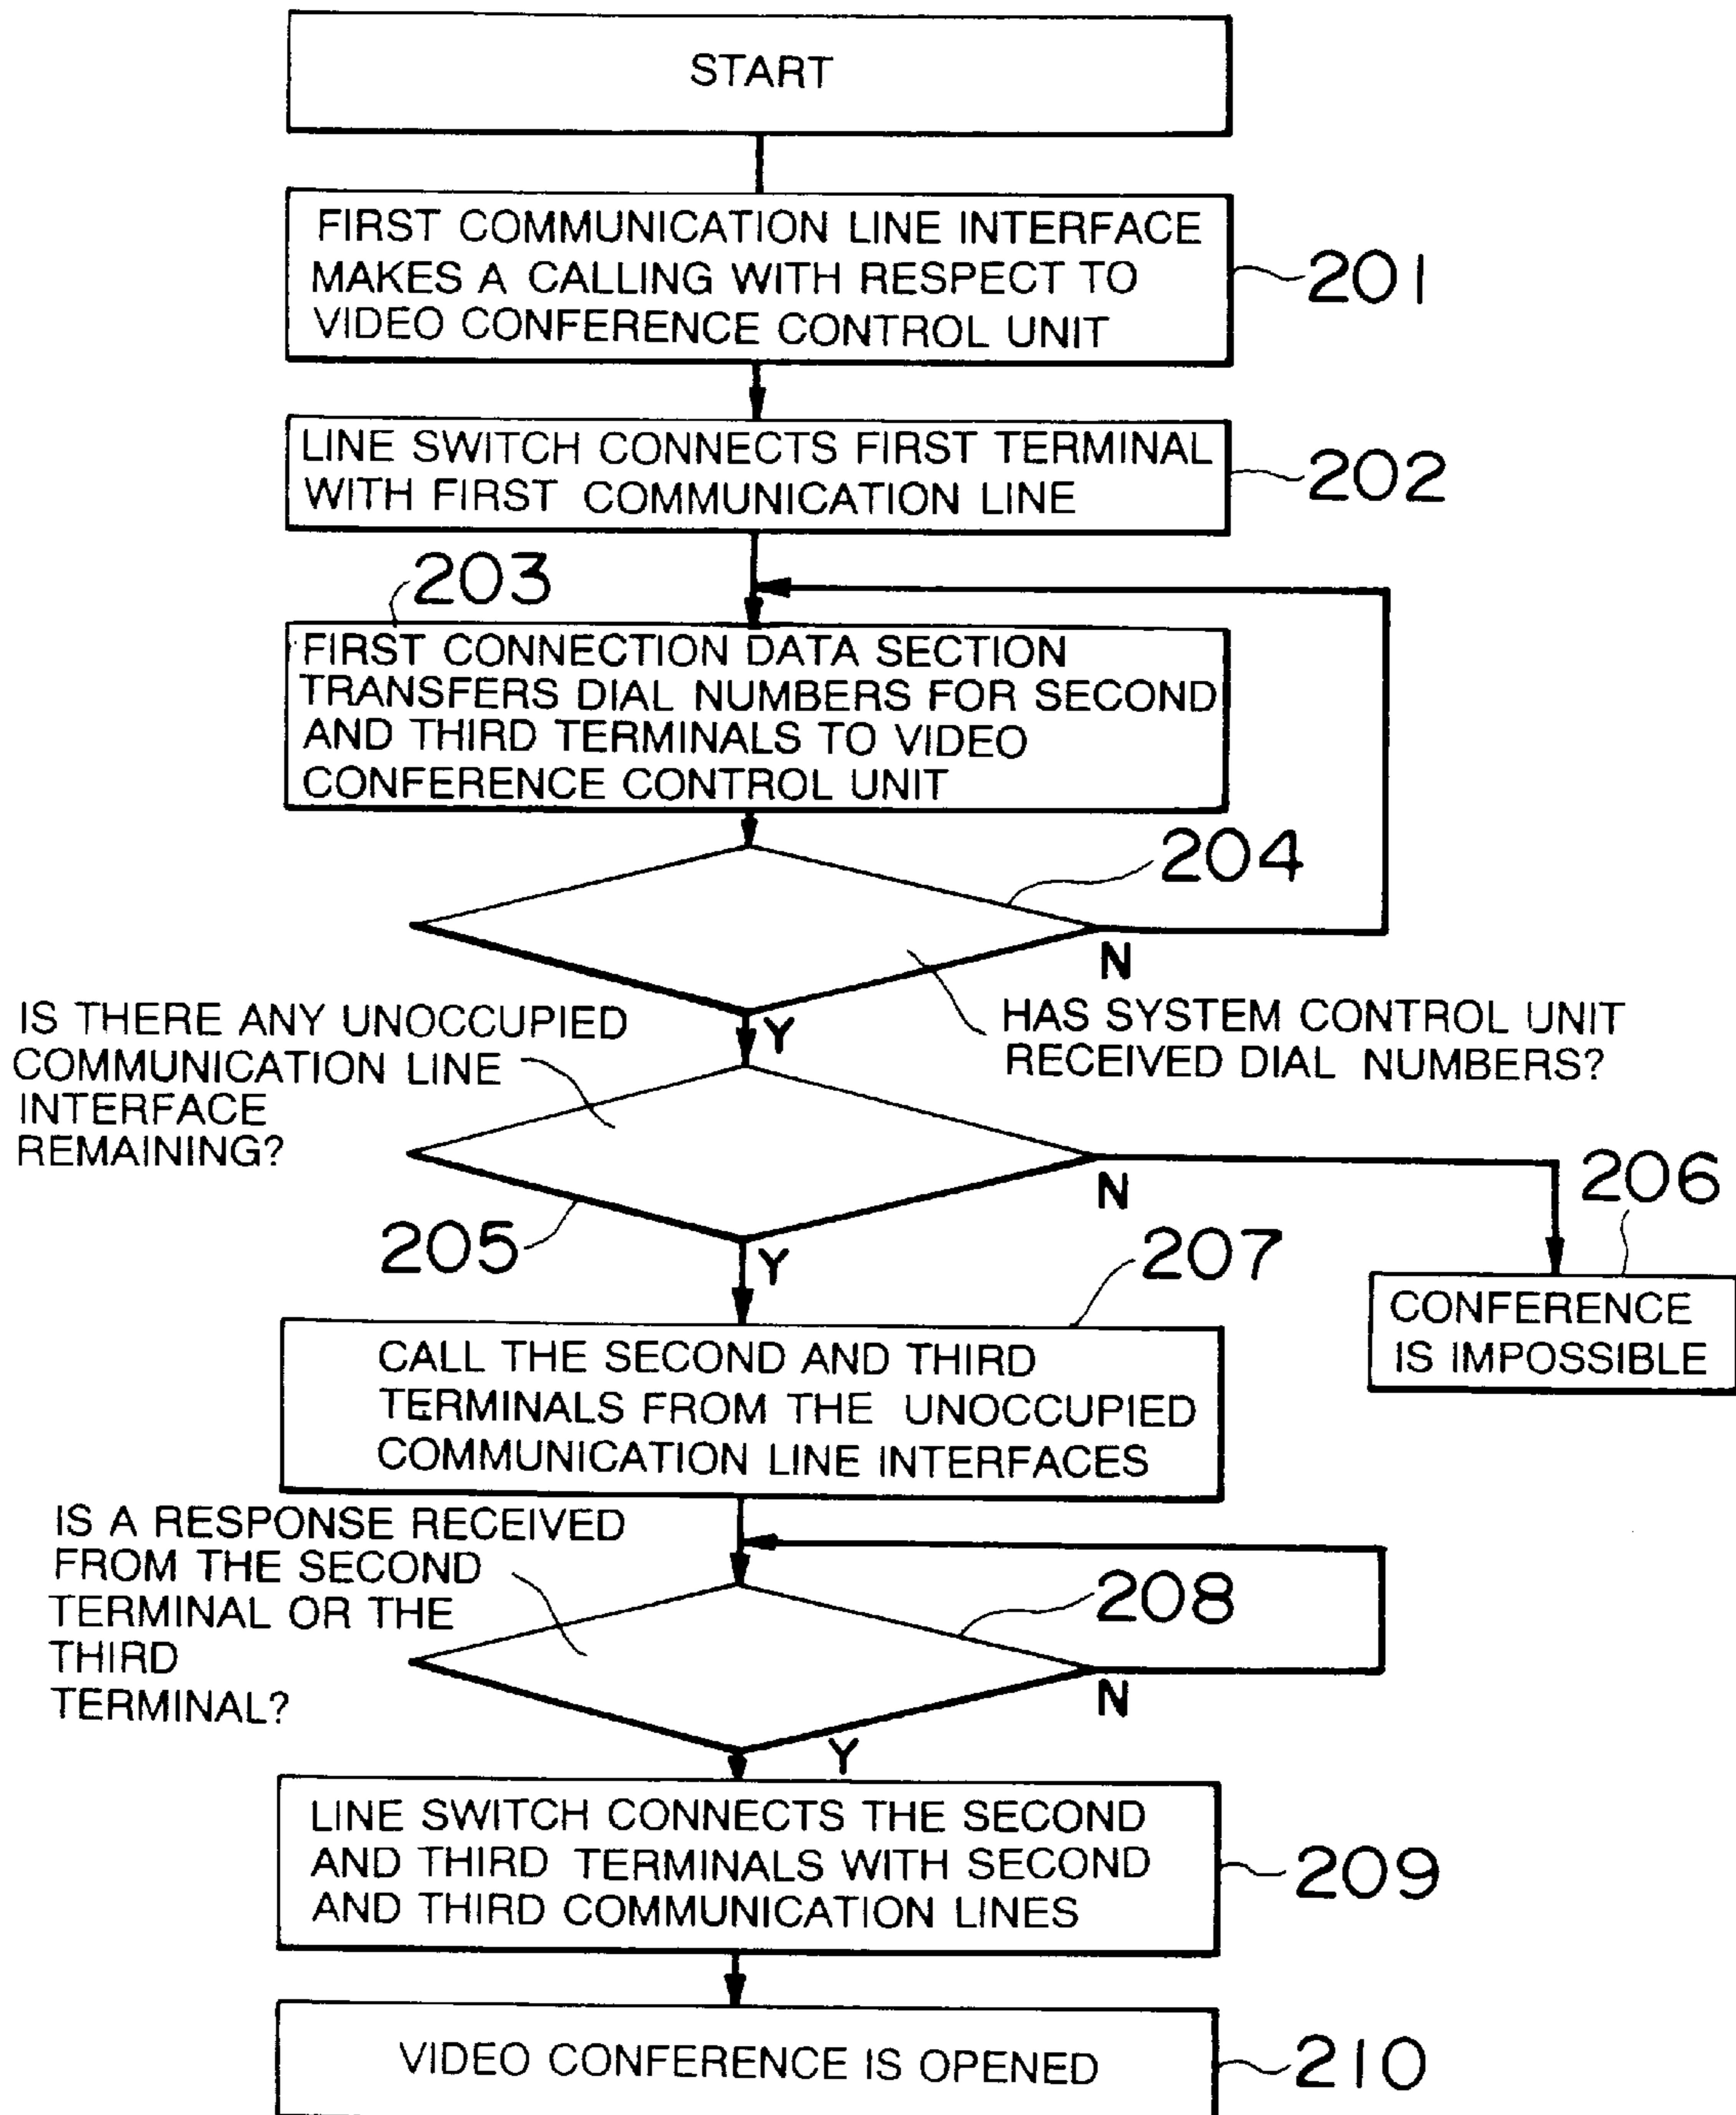 START
FIRST COMMUNICATION LINE INTERFACE
MAKES A CALLING WITH RESPECT TO
VIDEO CONFERENCE CONTROL UNIT
201
LINE SWITCH CONNECTS FIRST TERMINAL
WITH FIRST COMMUNICATION LINE
202
203
FIRST CONNECTION DATA SECTION
TRANSFERS DIAL NUMBERS FOR SECOND
AND THIRD TERMINALS TO VIDEO
CONFERENCE CONTROL UNIT
204
N
HAS SYSTEM CONTROL UNIT
RECEIVED DIAL NUMBERS?
Y
IS THERE ANY UNOCCUPIED
COMMUNICATION LINE
INTERFACE
REMAINING?
205
N
206
CONFERENCE
IS IMPOSSIBLE
Y
207
CALL THE SECOND AND THIRD
TERMINALS FROM THE UNOCCUPIED
COMMUNICATION LINE INTERFACES
IS A RESPONSE RECEIVED
FROM THE SECOND
TERMINAL OR THE
THIRD
TERMINAL?
208
N
Y
LINE SWITCH CONNECTS THE SECOND
AND THIRD TERMINALS WITH SECOND
AND THIRD COMMUNICATION LINES
209
VIDEO CONFERENCE IS OPENED
210